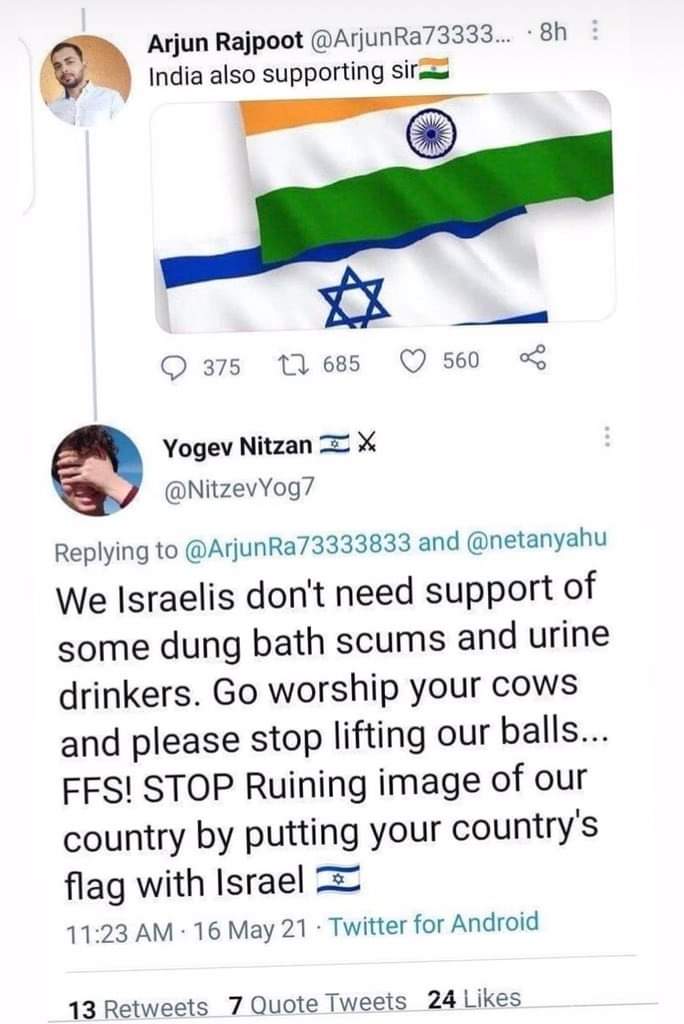 Arjun Rajpoot @ArjunRa73333... · 8h
India also supporting sir🇮🇳
375 685 560
Yogev Nitzan 🇮🇱 ⚔
@NitzevYog7
Replying to @ArjunRa73333833 and @netanyahu
We Israelis don't need support of
some dung bath scums and urine
drinkers. Go worship your cows
and please stop lifting our balls...
FFS! STOP Ruining image of our
country by putting your country's
flag with Israel 🇮🇱
11:23 AM · 16 May 21 · Twitter for Android
13 Retweets 7 Quote Tweets 24 Likes